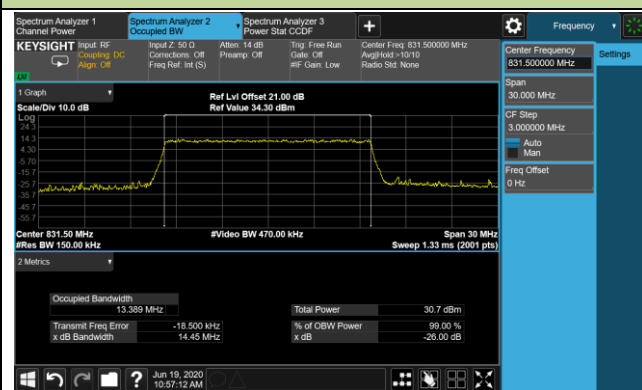 Spectrum Analyzer 1
Channel Power
Spectrum Analyzer 2
Occupied BW
Spectrum Analyzer 3
Power Stat CCDF
Frequency
KEYSIGHT
Input: RF
Coupling: DC
Align: Off
Input Z: 50 Ω
Corrections: Off
Freq Ref: Int (S)
Atten: 14 dB
Preamp: Off
Trig: Free Run
Gate: Off
#IF Gain: Low
Center Freq: 831.500000 MHz
Avg|Hold:>10/10
Radio Std: None
LXI
Center Frequency
831.500000 MHz
Settings
Span
30.000 MHz
CF Step
3.000000 MHz
Auto
Man
Freq Offset
0 Hz
1 Graph
Scale/Div 10.0 dB
Ref Lvl Offset 21.00 dB
Ref Value 34.30 dBm
Log
24.3
14.3
4.30
-5.70
-15.7
-25.7
-35.7
-45.7
-55.7
Center 831.50 MHz
#Res BW 150.00 kHz
#Video BW 470.00 kHz
Span 30 MHz
Sweep 1.33 ms (2001 pts)
2 Metrics
Occupied Bandwidth
13.389 MHz
Total Power 30.7 dBm
Transmit Freq Error -18.500 kHz
% of OBW Power 99.00 %
x dB Bandwidth 14.45 MHz
x dB -26.00 dB
?
Jun 19, 2020
10:57:12 AM